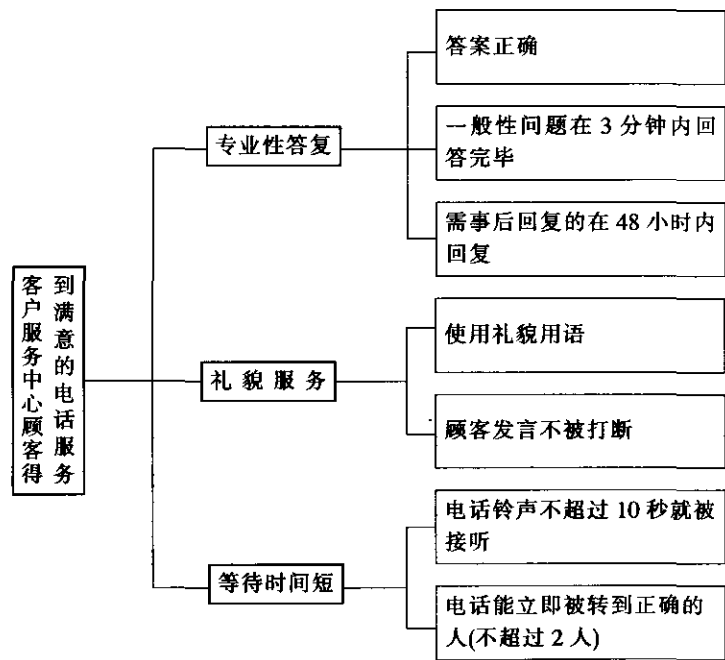 客户服务中心顾客得
到满意的电话服务
专业性答复
答案正确
一般性问题在 3 分钟内回
答完毕
需事后回复的在 48 小时内
回复
礼貌服务
使用礼貌用语
顾客发言不被打断
等待时间短
电话铃声不超过 10 秒就被
接听
电话能立即被转到正确的
人(不超过 2 人)